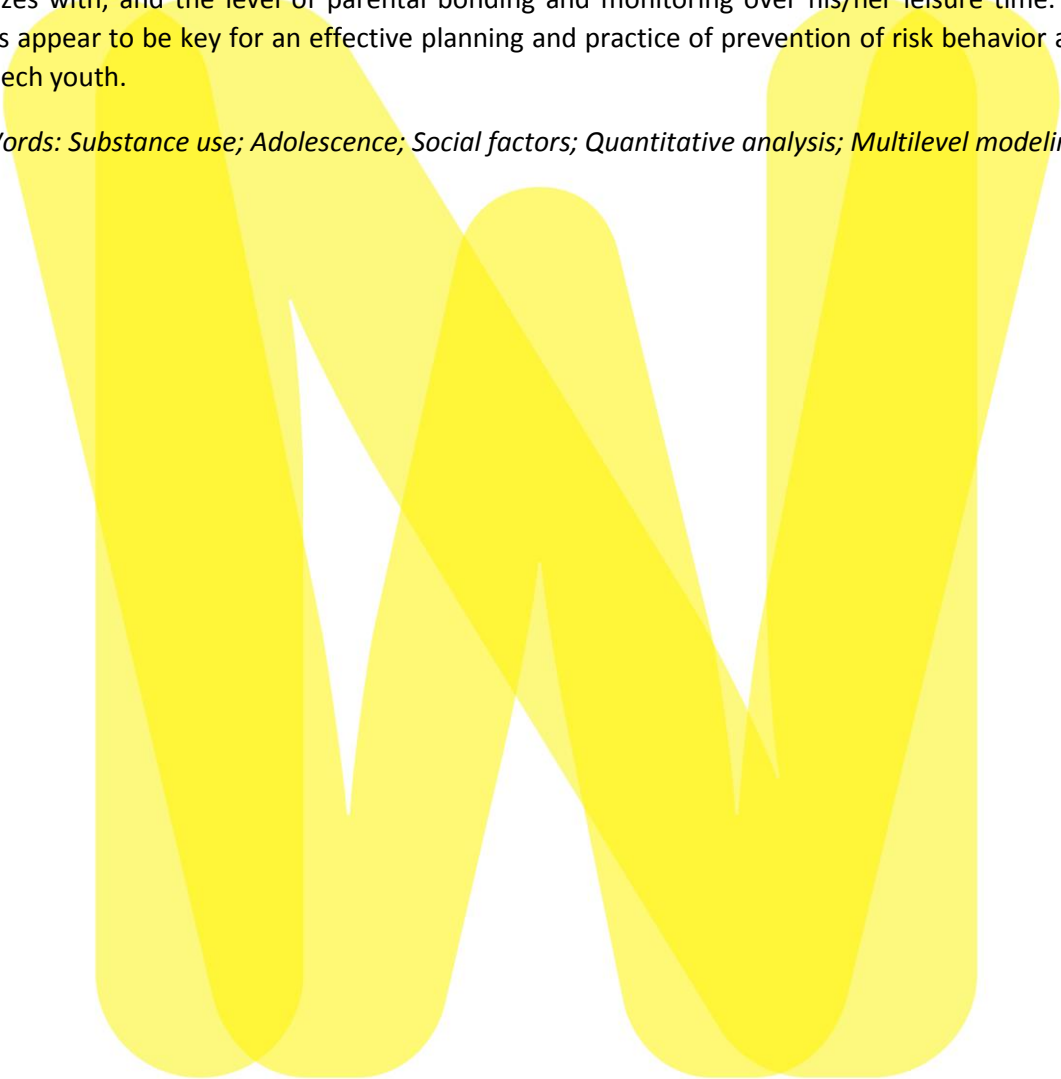 zes with, and the level of parental bonding and monitoring over his/her leisure time.
s appear to be key for an effective planning and practice of prevention of risk behavior a
ech youth.
Words: Substance use; Adolescence; Social factors; Quantitative analysis; Multilevel modelin